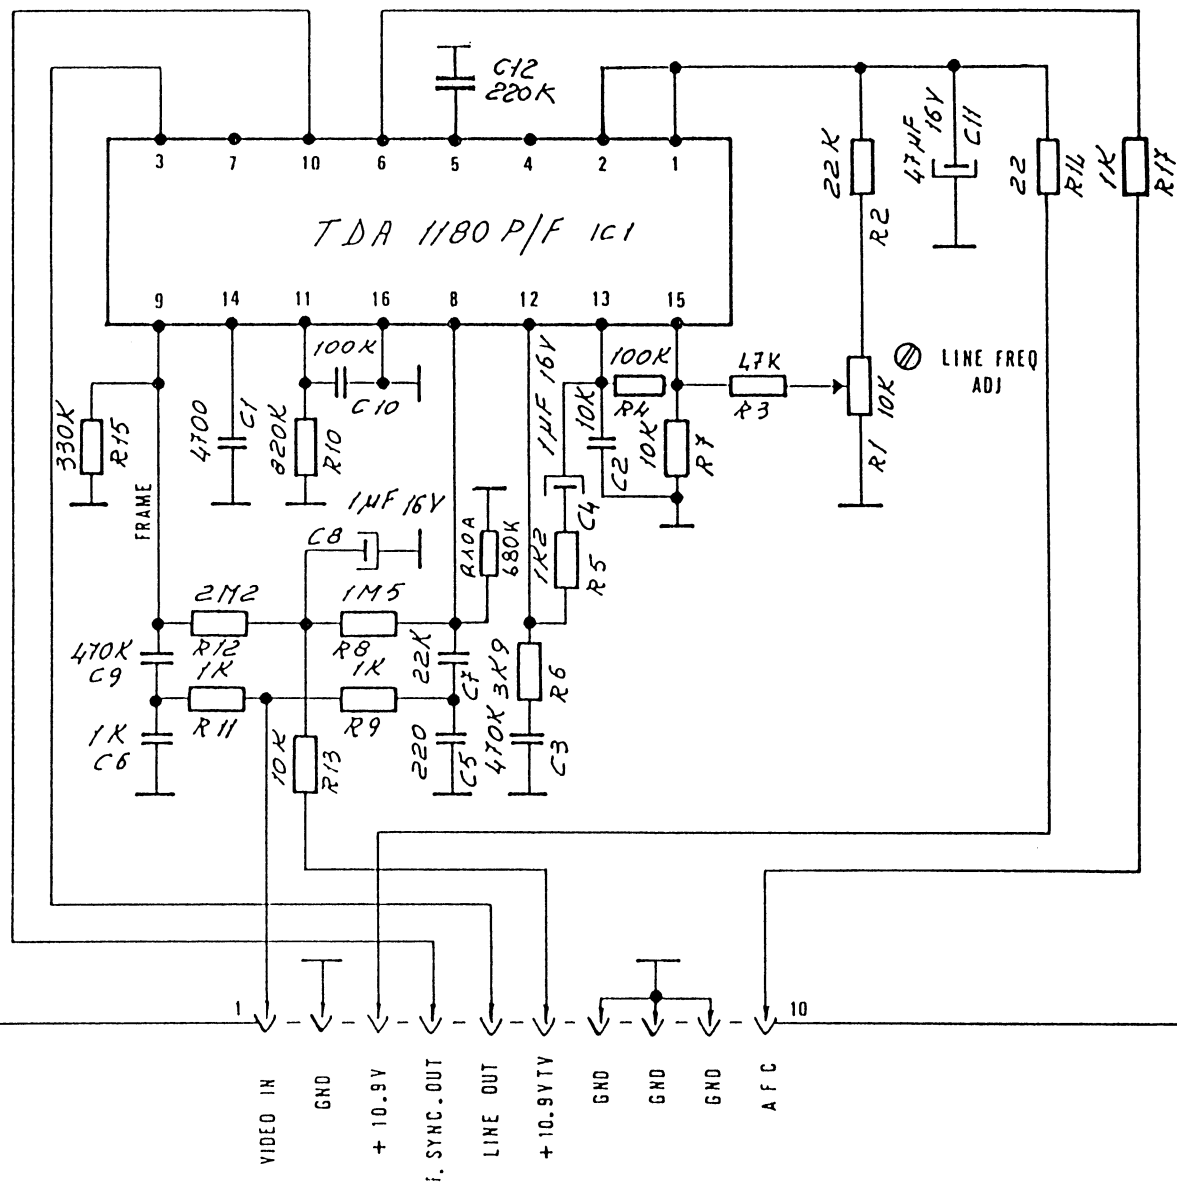 C12
220K
3 7 10 6 5 4 2 1
TDA 1180 P/F IC1
9 14 11 16 8 12 13 15
22K
R2
47µF
16V
C11
22
R14
1K
R17
LINE FREQ
ADJ
10K
R1
47K
R3
100K
R4
10K
R7
10K
C2
1µF 16V
C4
1K2
R5
100K
C10
820K
R10
4700
C1
330K
R15
FRAME
1µF 16V
C8
R10A
680K
2M2
R12
1M5
R8
470K
C9
1K
R11
1K
R9
22K
C7
3K9
R6
1K
C6
10K
R13
220
C5
470K
C3
1
10
VIDEO IN
GND
+10.9V
SYNC.OUT
LINE OUT
+10.9VTV
GND
GND
GND
AFC